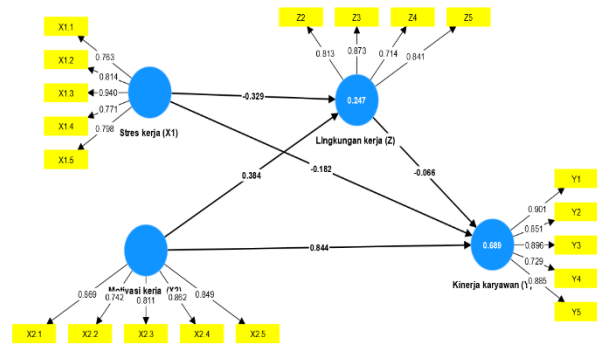 X1.1
X1.2
X1.3
X1.4
X1.5
0.763
0.814
0.940
0.771
0.798
Stres kerja (X1)
Z2
Z3
Z4
Z5
0.813
0.873
0.714
0.841
0.247
Lingkungan kerja (Z)
-0.329
-0.182
0.384
-0.066
0.844
Y1
Y2
Y3
Y4
Y5
0.901
0.851
0.896
0.729
0.885
0.689
Kinerja karyawan (Y)
Motivasi kerja (X2)
0.742
0.811
0.862
0.849
X2.1
X2.2
X2.3
X2.4
X2.5